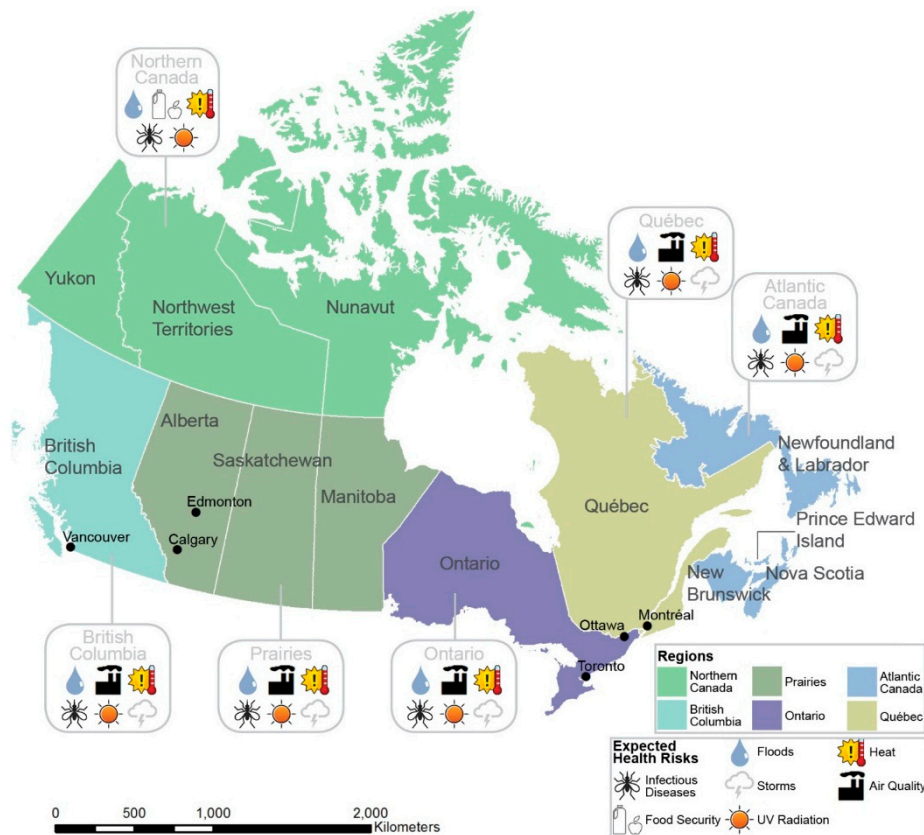 Northern
Canada
Québec
Atlantic
Canada
Yukon
Northwest
Territories
Nunavut
British
Columbia
Alberta
Saskatchewan
Manitoba
Edmonton
Vancouver
Calgary
Ontario
Québec
Newfoundland
& Labrador
Prince Edward
Island
New
Brunswick
Nova Scotia
Montréal
Ottawa
Toronto
British
Columbia
Prairies
Ontario
Regions
Northern
Canada
Prairies
Atlantic
Canada
British
Columbia
Ontario
Québec
Expected
Health Risks
Floods
Heat
Infectious
Diseases
Storms
Air Quality
Food Security
UV Radiation
0 500 1,000 2,000
Kilometers